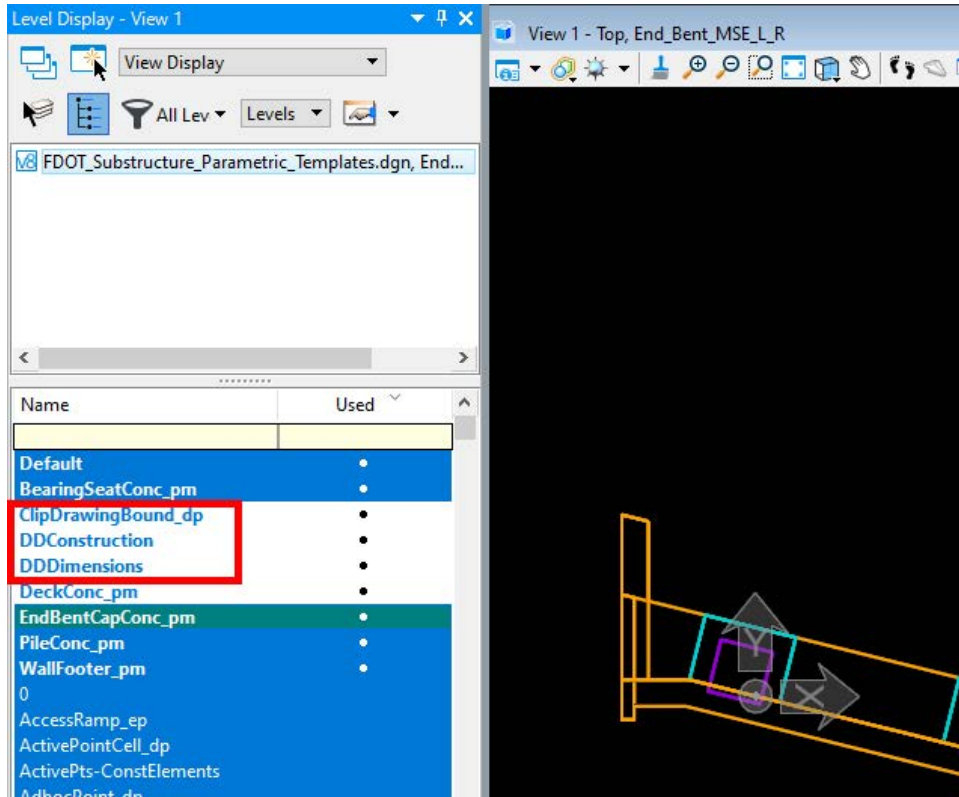 Level Display - View 1
View Display
All Lev
Levels
FDOT_Substructure_Parametric_Templates.dgn, End...
Name Used
Default
BearingSeatConc_pm
ClipDrawingBound_dp
DDConstruction
DDDimensions
DeckConc_pm
EndBentCapConc_pm
PileConc_pm
WallFooter_pm
0
AccessRamp_ep
ActivePointCell_dp
ActivePts-ConstElements
AdhocPoint_dp
View 1 - Top, End_Bent_MSE_L_R
Y
X